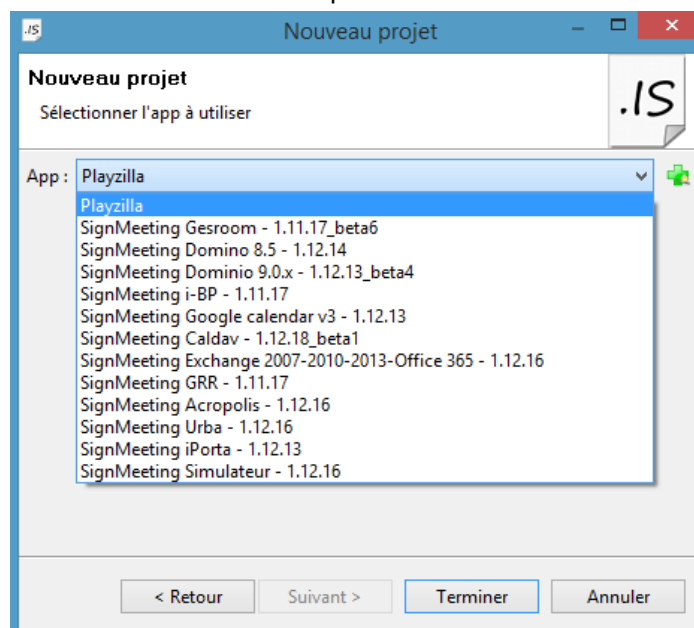 .IS
Nouveau projet
Nouveau projet
Sélectionner l'app à utiliser
.IS
App :
Playzilla
Playzilla
SignMeeting Gesroom - 1.11.17_beta6
SignMeeting Domino 8.5 - 1.12.14
SignMeeting Dominio 9.0.x - 1.12.13_beta4
SignMeeting i-BP - 1.11.17
SignMeeting Google calendar v3 - 1.12.13
SignMeeting Caldav - 1.12.18_beta1
SignMeeting Exchange 2007-2010-2013-Office 365 - 1.12.16
SignMeeting GRR - 1.11.17
SignMeeting Acropolis - 1.12.16
SignMeeting Urba - 1.12.16
SignMeeting iPorta - 1.12.13
SignMeeting Simulateur - 1.12.16
< Retour
Suivant >
Terminer
Annuler